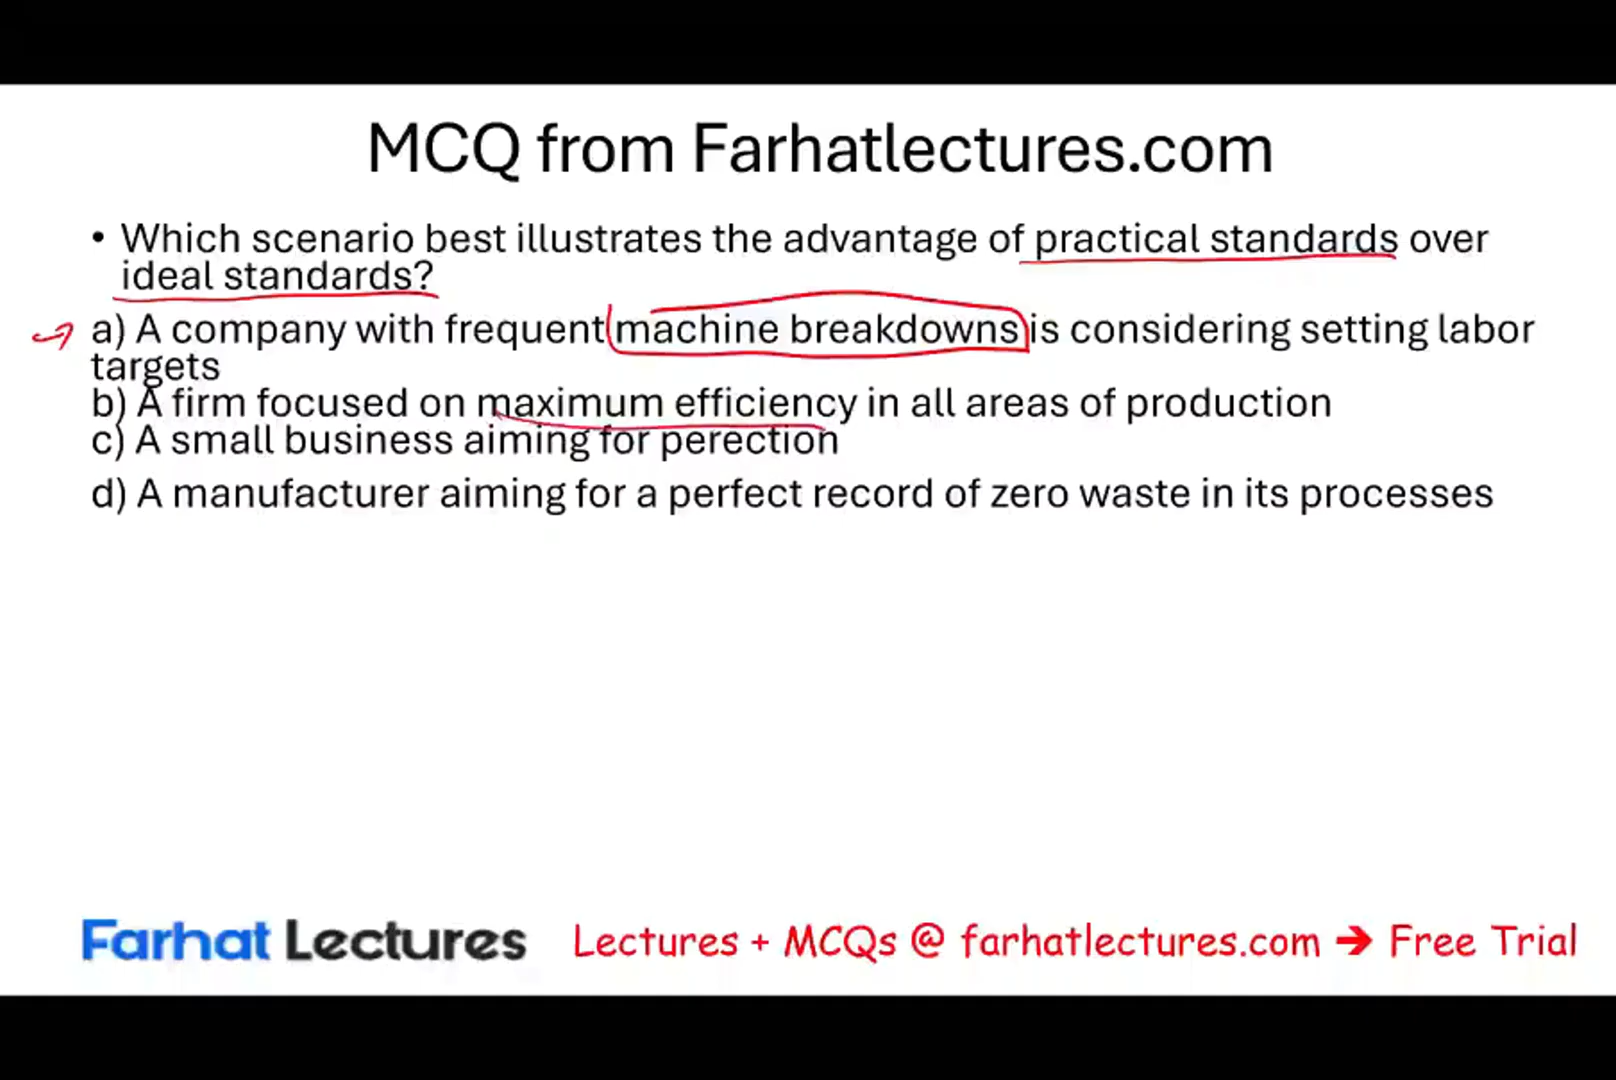 MCQ from Farhatlectures.com
• Which scenario best illustrates the advantage of practical standards over
ideal standards?
a) A company with frequent machine breakdowns is considering setting labor
targets
b) A firm focused on maximum efficiency in all areas of production
c) A small business aiming for perection
d) A manufacturer aiming for a perfect record of zero waste in its processes
Farhat Lectures Lectures + MCQs @ farhatlectures.com → Free Trial